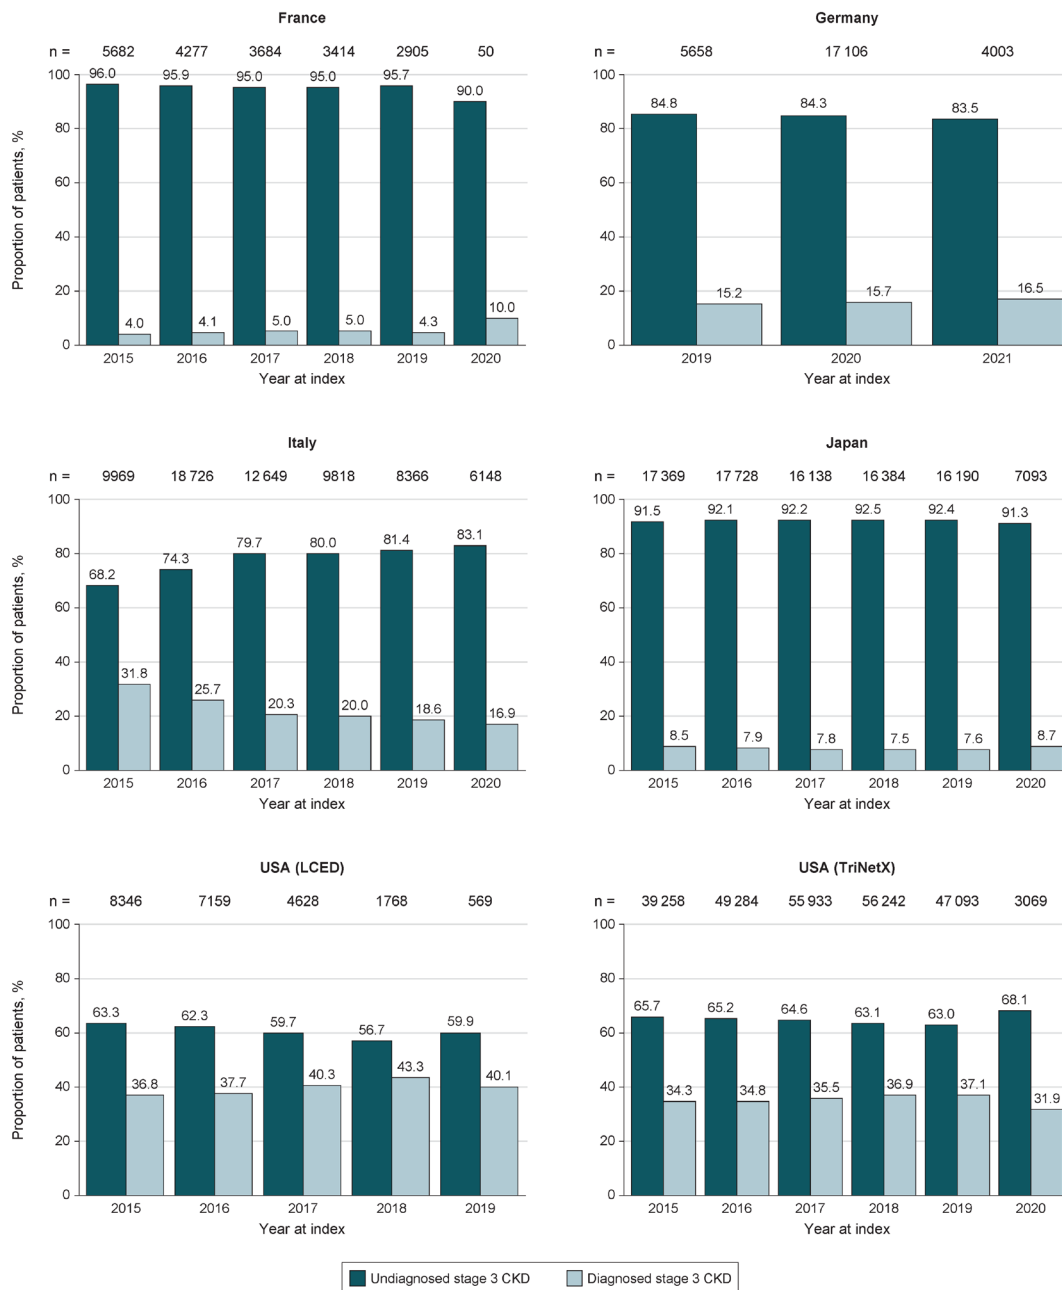 France
n = 5682 4277 3684 3414 2905 50
Proportion of patients, %
100
80
60
40
20
0
96.0 95.9 95.0 95.0 95.7 90.0
4.0 4.1 5.0 5.0 4.3 10.0
2015 2016 2017 2018 2019 2020
Year at index
Germany
n = 5658 17 106 4003
100
80
60
40
20
0
84.8 84.3 83.5
15.2 15.7 16.5
2019 2020 2021
Year at index
Italy
n = 9969 18 726 12 649 9818 8366 6148
Proportion of patients, %
100
80
60
40
20
0
68.2 74.3 79.7 80.0 81.4 83.1
31.8 25.7 20.3 20.0 18.6 16.9
2015 2016 2017 2018 2019 2020
Year at index
Japan
n = 17 369 17 728 16 138 16 384 16 190 7093
100
80
60
40
20
0
91.5 92.1 92.2 92.5 92.4 91.3
8.5 7.9 7.8 7.5 7.6 8.7
2015 2016 2017 2018 2019 2020
Year at index
USA (LCED)
n = 8346 7159 4628 1768 569
Proportion of patients, %
100
80
60
40
20
0
63.3 62.3 59.7 56.7 59.9
36.8 37.7 40.3 43.3 40.1
2015 2016 2017 2018 2019
Year at index
USA (TriNetX)
n = 39 258 49 284 55 933 56 242 47 093 3069
100
80
60
40
20
0
65.7 65.2 64.6 63.1 63.0 68.1
34.3 34.8 35.5 36.9 37.1 31.9
2015 2016 2017 2018 2019 2020
Year at index
Undiagnosed stage 3 CKD Diagnosed stage 3 CKD